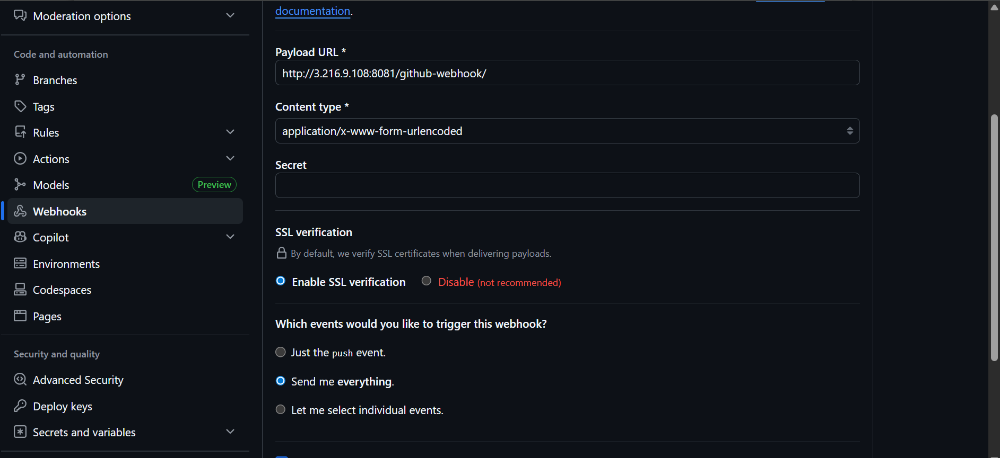 Moderation options
Code and automation
Branches
Tags
Rules
Actions
Models
Preview
Webhooks
Copilot
Environments
Codespaces
Pages
Security and quality
Advanced Security
Deploy keys
Secrets and variables
documentation.
Payload URL *
http://3.216.9.108:8081/github-webhook/
Content type *
application/x-www-form-urlencoded
Secret
SSL verification
By default, we verify SSL certificates when delivering payloads.
Enable SSL verification
Disable (not recommended)
Which events would you like to trigger this webhook?
Just the push event.
Send me everything.
Let me select individual events.